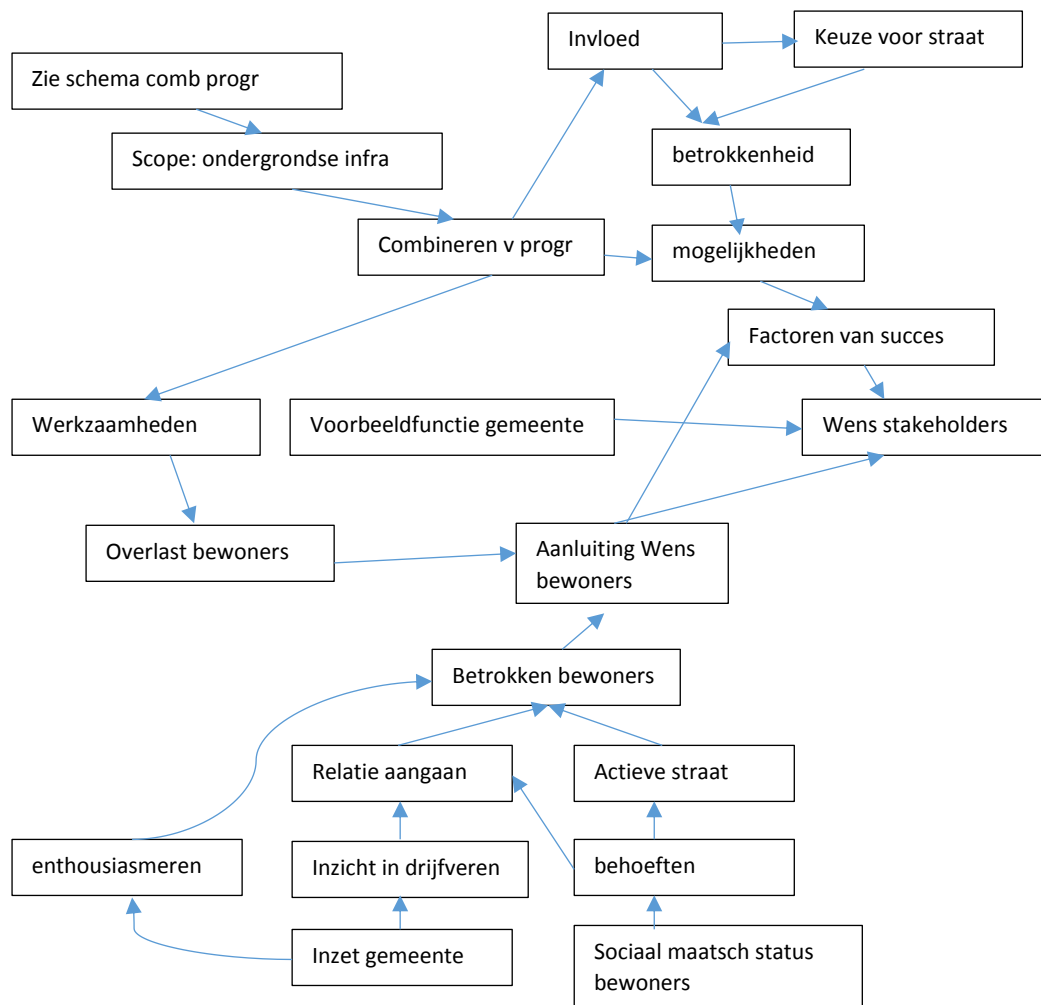 Invloed
Keuze voor straat
Zie schema comb progr
Scope: ondergrondse infra
betrokkenheid
Combineren v progr
mogelijkheden
Factoren van succes
Werkzaamheden
Voorbeeldfunctie gemeente
Wens stakeholders
Overlast bewoners
Aanluiting Wens
bewoners
Betrokken bewoners
Relatie aangaan
Actieve straat
enthousiasmeren
Inzicht in drijfveren
behoeften
Inzet gemeente
Sociaal maatsch status
bewoners